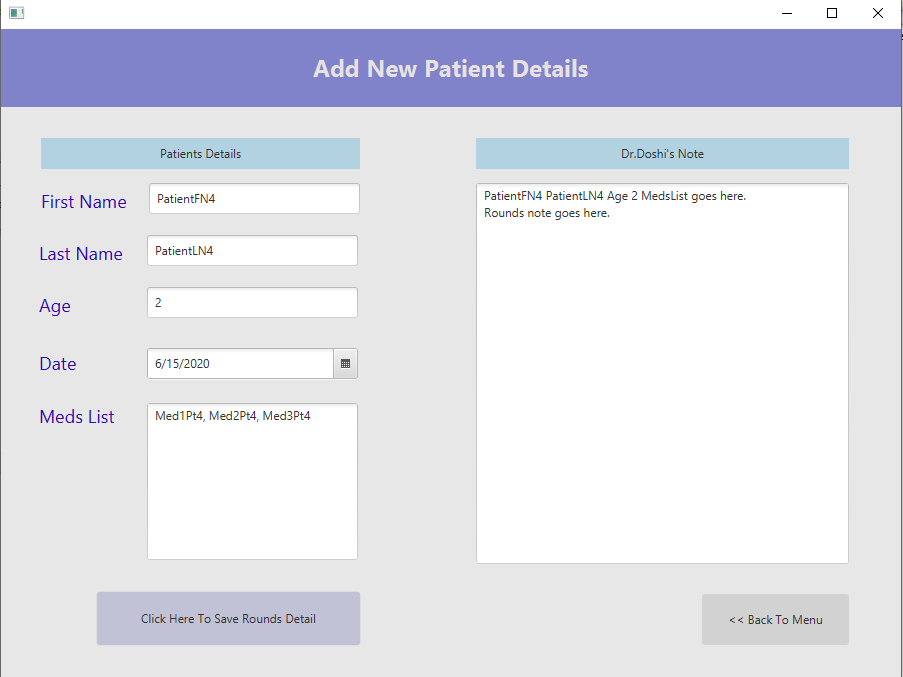 Add New Patient Details
Patients Details
First Name PatientFN4
Last Name PatientLN4
Age 2
Date 6/15/2020
Meds List Med1Pt4, Med2Pt4, Med3Pt4
Click Here To Save Rounds Detail
Dr.Doshi's Note
PatientFN4 PatientLN4 Age 2 MedsList goes here.
Rounds note goes here.
<< Back To Menu